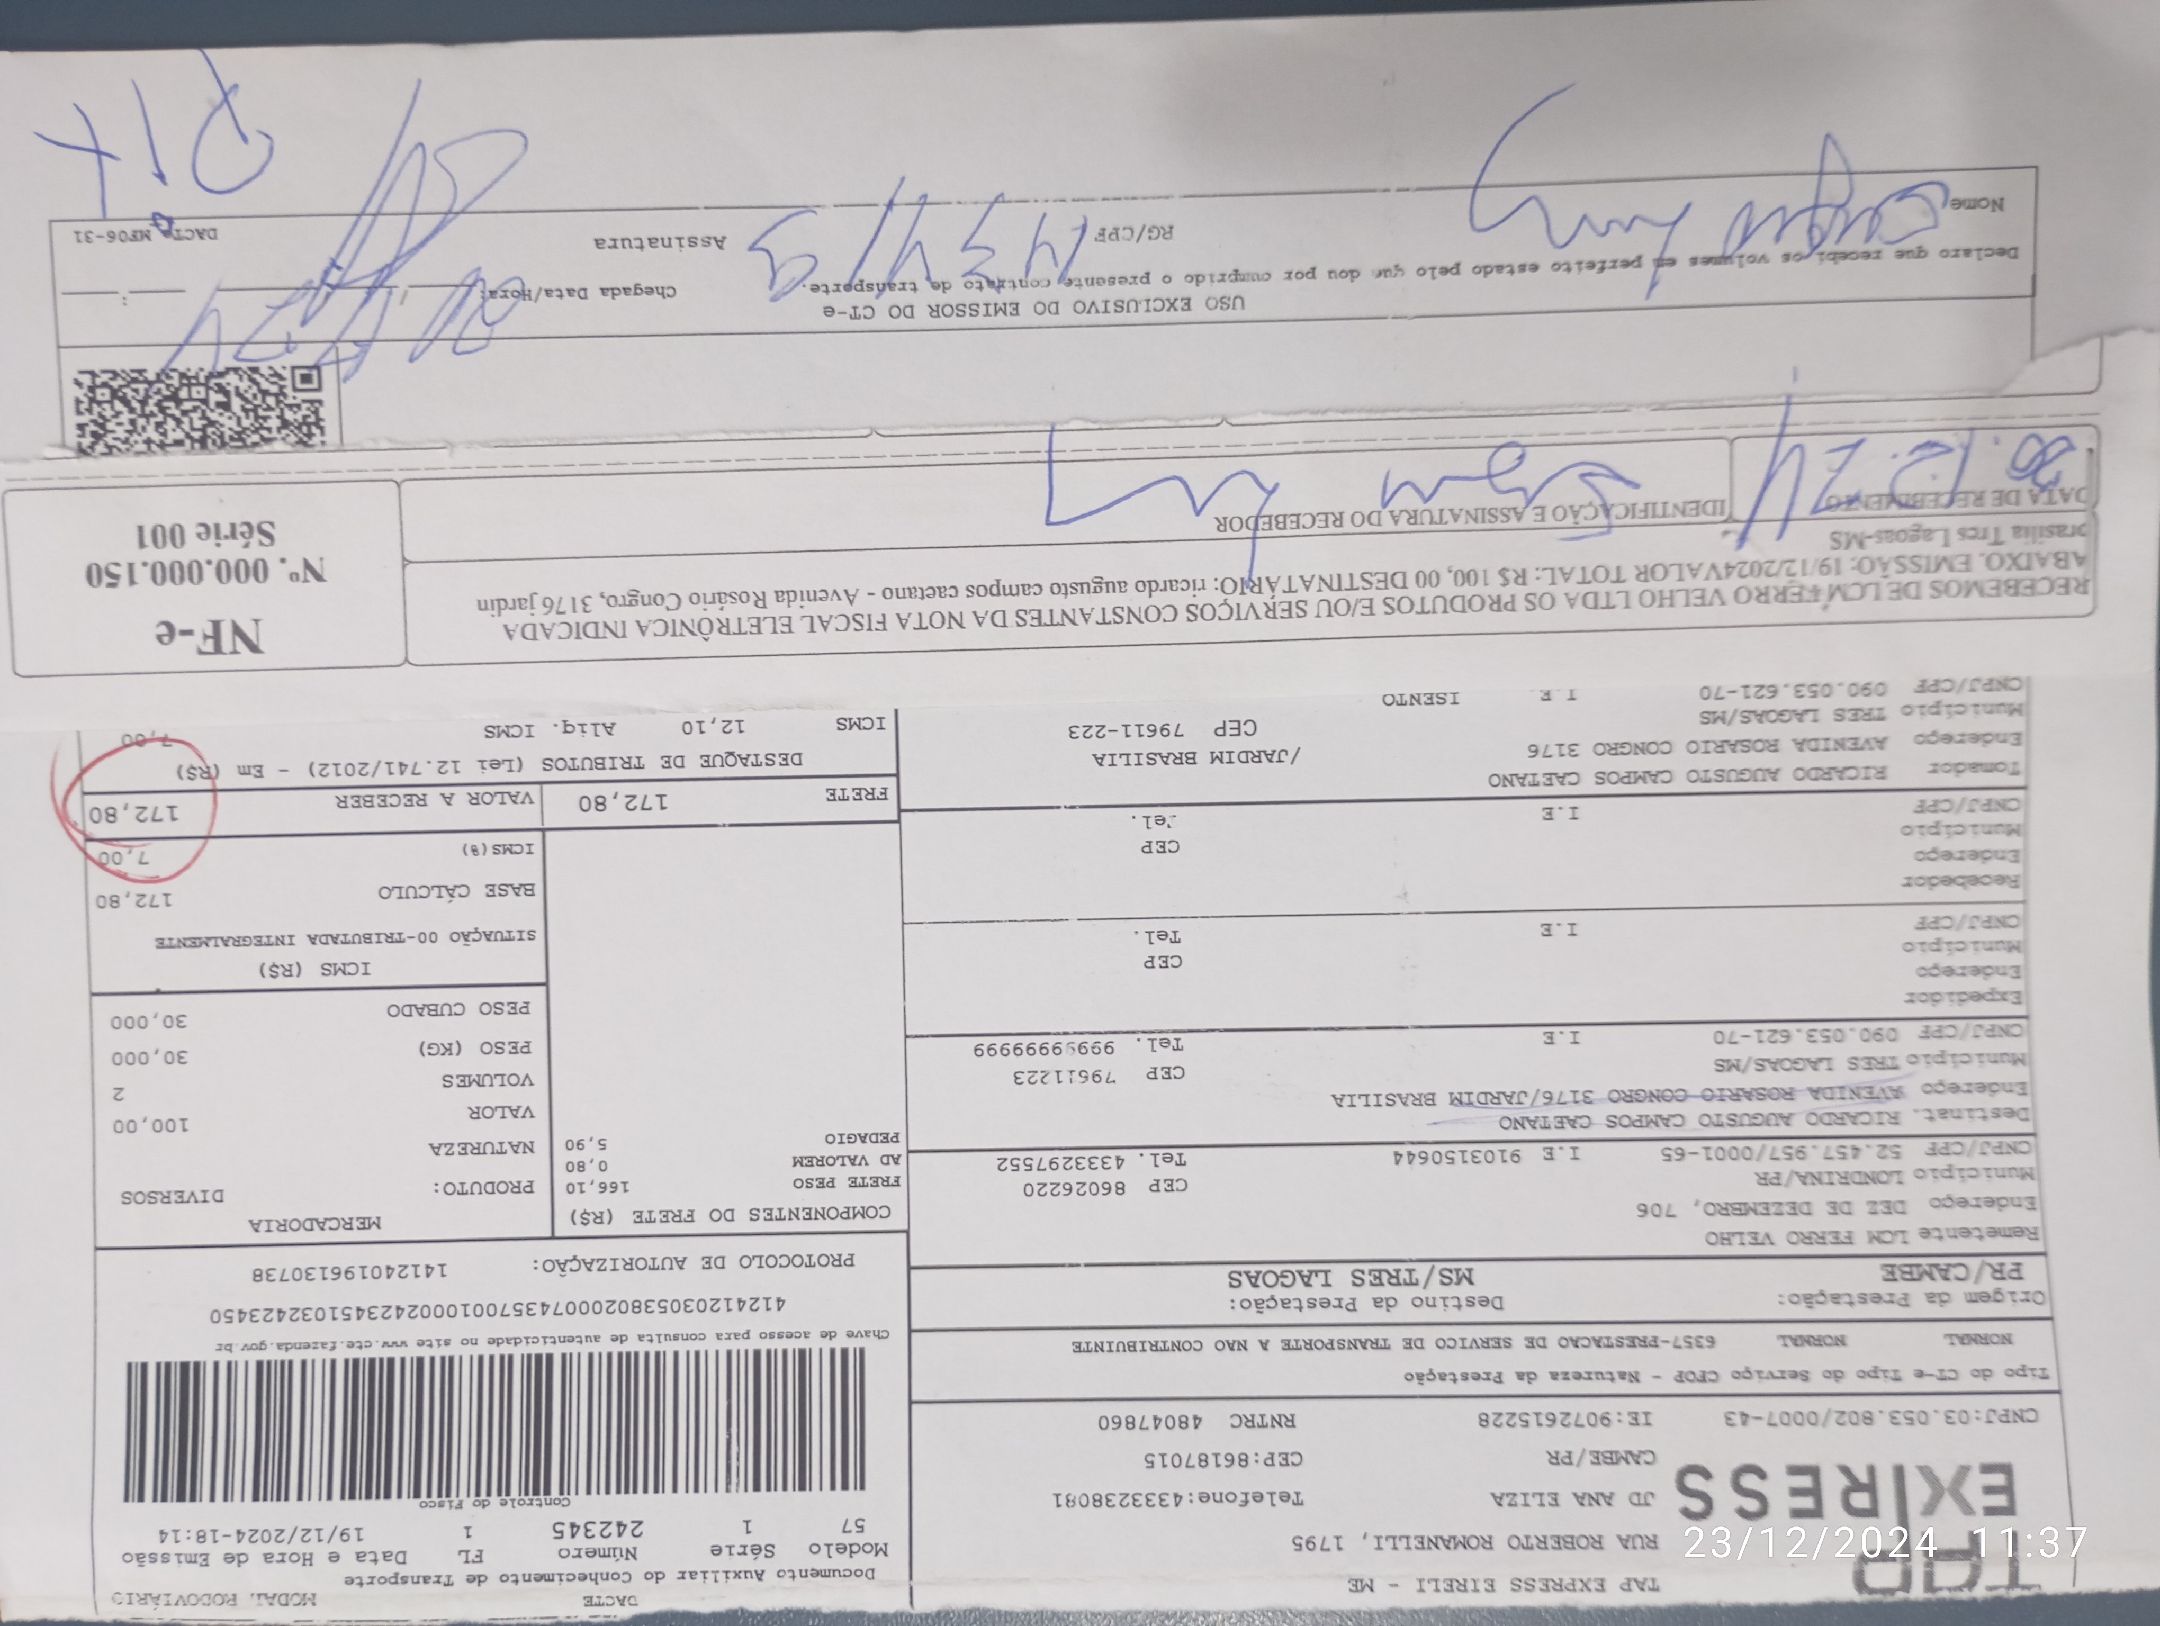 DACTE MODAL RODOVIÁRIO
Documento Auxiliar do Conhecimento de Transporte
Modelo Série Número FL Data e Hora de Emissão
57 1 242345 1 19/12/2024-18:14
Controle do Fisco
Chave de acesso para consulta de autenticidade no site www.cte.fazenda.gov.br
41241203053802000743570010002423451032423450
PROTOCOLO DE AUTORIZAÇÃO: 141240196130738
TAP
EXPRESS
TAP EXPRESS EIRELI - ME
RUA ROBERTO ROMANELLI, 1795
JD ANA ELIZA Telefone:4333238081
CAMBE/PR CEP:86187015
CNPJ:03.053.802/0007-43 IE:9072615228 RNTRC 48047860
Tipo do CT-e Tipo do Serviço CFOP - Natureza da Prestação
NORMAL NORMAL 6357-PRESTACAO DE SERVICO DE TRANSPORTE A NAO CONTRIBUINTE
Origem da Prestação: Destino da Prestação:
PR/CAMBE MS/TRES LAGOAS
Remetente LCM FERRO VELHO
Endereço DEZ DE DEZEMBRO, 706
Município LONDRINA/PR CEP 86026220
CNPJ/CPF 52.457.957/0001-65 I.E 9103150644 Tel. 4333297552
Destinat. RICARDO AUGUSTO CAMPOS CAETANO
Endereço AVENIDA ROSARIO CONGRO 3176/JARDIM BRASILIA
Município TRES LAGOAS/MS CEP 79611223
CNPJ/CPF 090.053.621-70 I.E Tel. 99999999999
Expedidor
Endereço
Município CEP
CNPJ/CPF I.E Tel.
Recebedor
Endereço
Município CEP
CNPJ/CPF I.E Tel.
Tomador RICARDO AUGUSTO CAMPOS CAETANO
Endereço AVENIDA ROSARIO CONGRO 3176 /JARDIM BRASILIA
Município TRES LAGOAS/MS CEP 79611-223
CNPJ/CPF 090.053.621-70 I.E ISENTO
COMPONENTES DO FRETE (R$)
FRETE PESO 166,10
AD VALOREM 0,80
PEDAGIO 5,90
MERCADORIA
PRODUTO: DIVERSOS
NATUREZA
VALOR 100,00
VOLUMES 2
PESO (KG) 30,000
PESO CUBADO 30,000
ICMS (R$)
SITUAÇÃO 00-TRIBUTADA INTEGRALMENTE
BASE CÁLCULO 172,80
ICMS(%) 7,00
FRETE 172,80 VALOR A RECEBER 172,80
DESTAQUE DE TRIBUTOS (Lei 12.741/2012) - Em (R$)
ICMS 12,10 Aliq. ICMS 7,00
RECEBEMOS DE LCM FERRO VELHO LTDA OS PRODUTOS E/OU SERVIÇOS CONSTANTES DA NOTA FISCAL ELETRÔNICA INDICADA
ABAIXO. EMISSÃO: 19/12/2024 VALOR TOTAL: R$ 100,00 DESTINATÁRIO: ricardo augusto campos caetano - Avenida Rosário Congro, 3176 jardin
brasilia Tres Lagoas-MS
DATA DE RECEBIMENTO IDENTIFICAÇÃO E ASSINATURA DO RECEBEDOR
20.12.24
NF-e
Nº. 000.000.150
Série 001
USO EXCLUSIVO DO EMISSOR DO CT-e
Declaro que recebi os volumes em perfeito estado pelo que dou por cumprido o presente contrato de transporte.
Chegada Data/Hora: / :
Nome RG/CPF Assinatura
DACTE MF06-31
PIX
23/12/2024 11:37